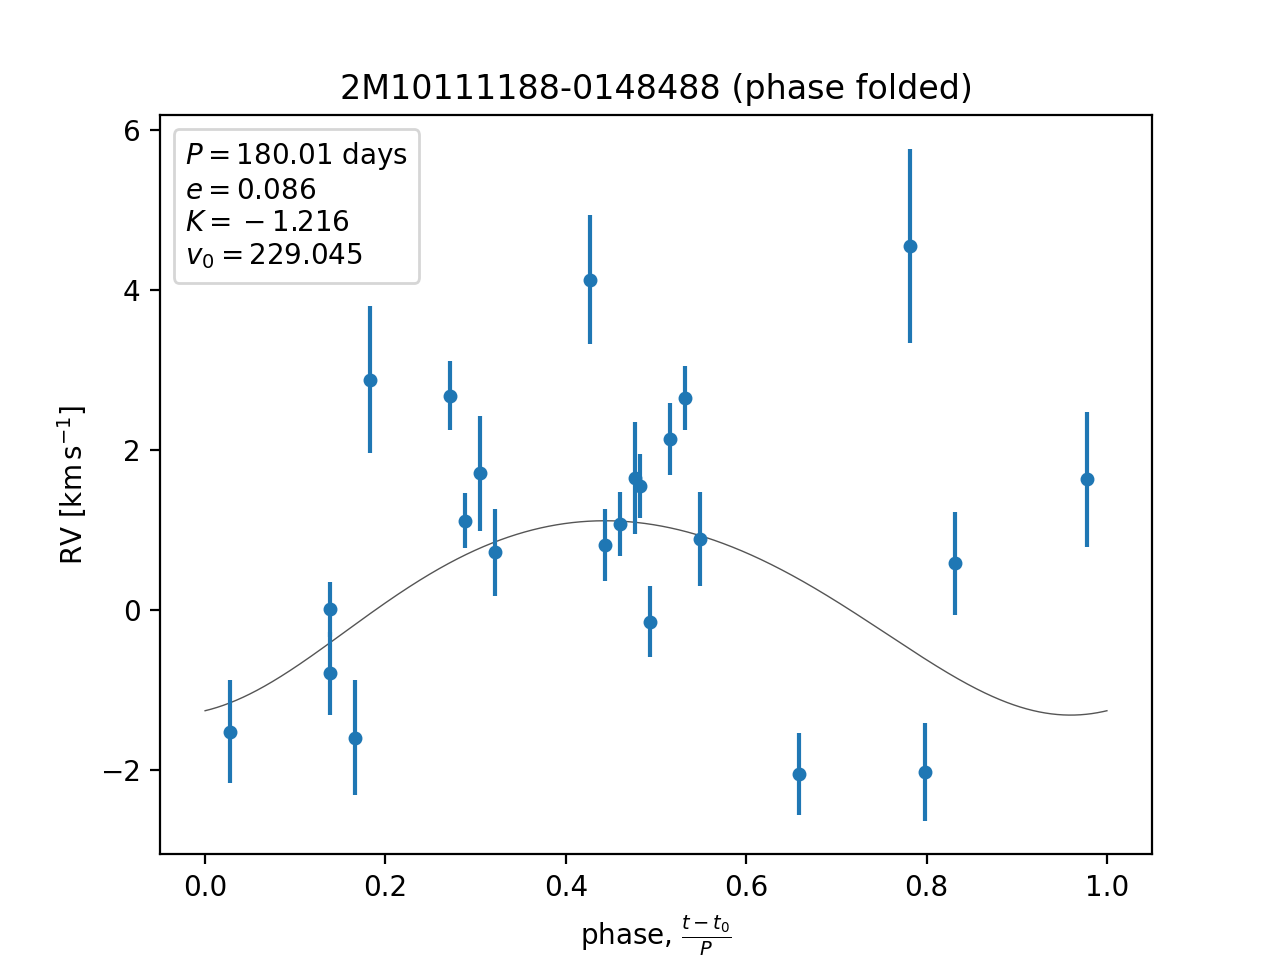 2M10111188-0148488 (phase folded)
P = 180.01 days
e = 0.086
K = −1.216
v₀ = 229.045
6
4
2
0
−2
RV [km s⁻¹]
0.0 0.2 0.4 0.6 0.8 1.0
phase, (t − t₀)/P